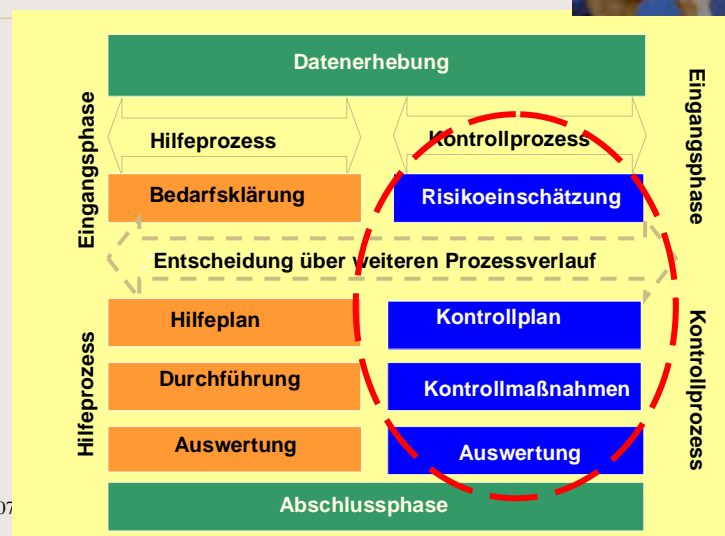 Datenerhebung
Eingangsphase
Eingangsphase
Hilfeprozess
Kontrollprozess
Bedarfsklärung
Risikoeinschätzung
Entscheidung über weiteren Prozessverlauf
Hilfeprozess
Kontrollprozess
Hilfeplan
Kontrollplan
Durchführung
Kontrollmaßnahmen
Auswertung
Auswertung
07
Abschlussphase